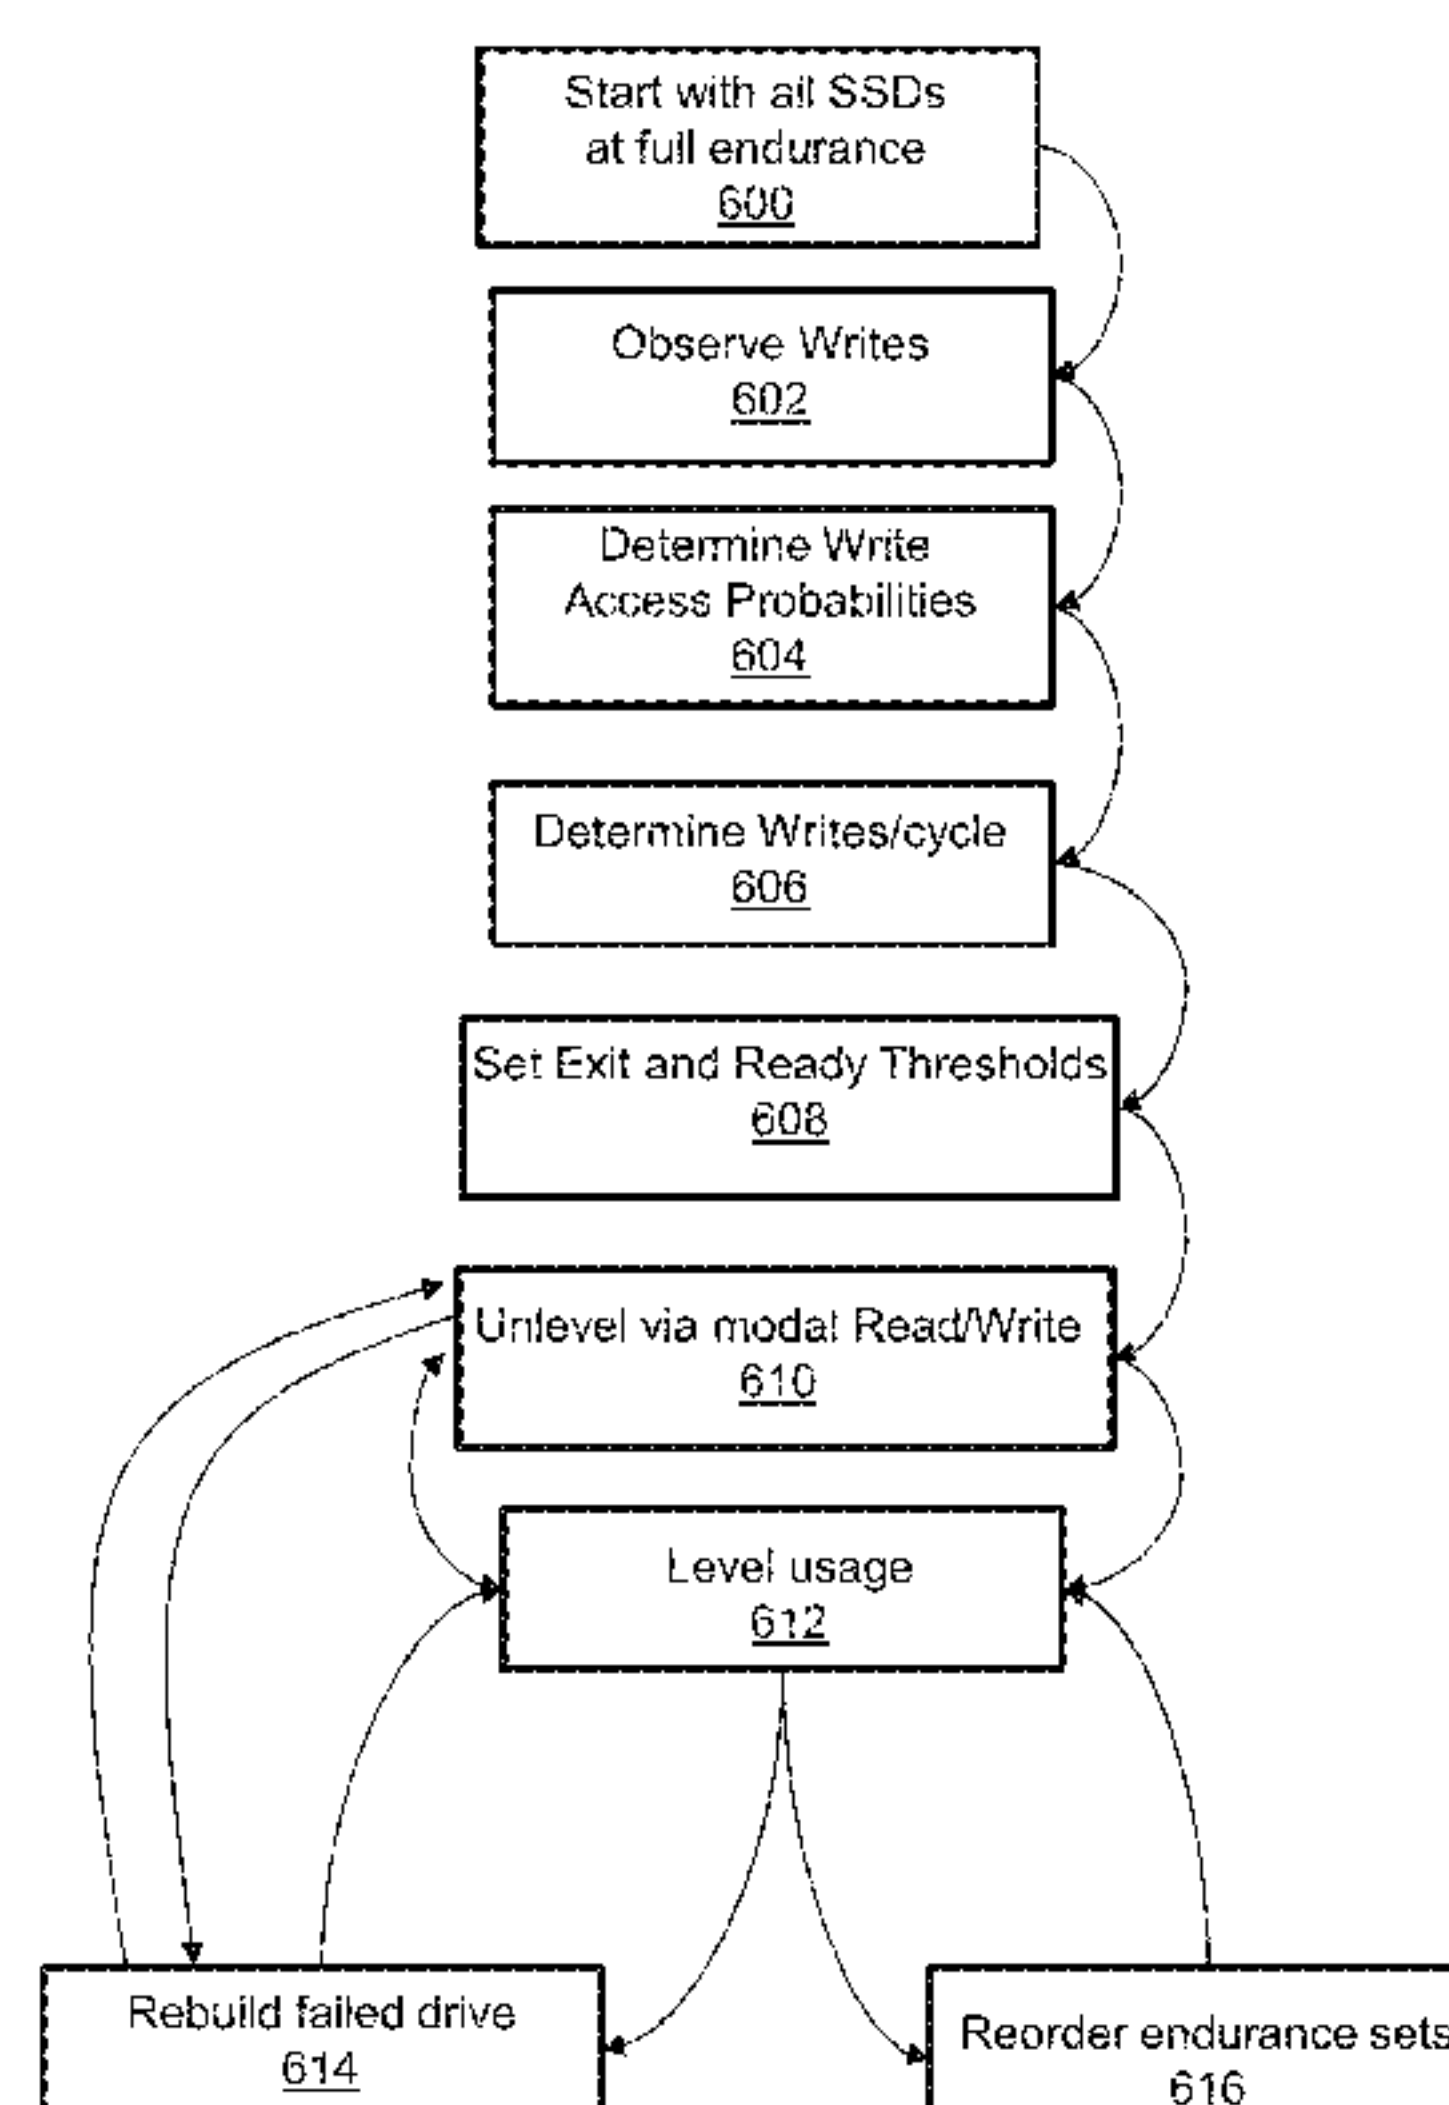 Start with all SSDs
at full endurance
600
Observe Writes
602
Determine Write
Access Probabilities
604
Determine Writes/cycle
606
Set Exit and Ready Thresholds
608
Unlevel via modal Read/Write
610
Level usage
612
Rebuild failed drive
614
Reorder endurance sets
616